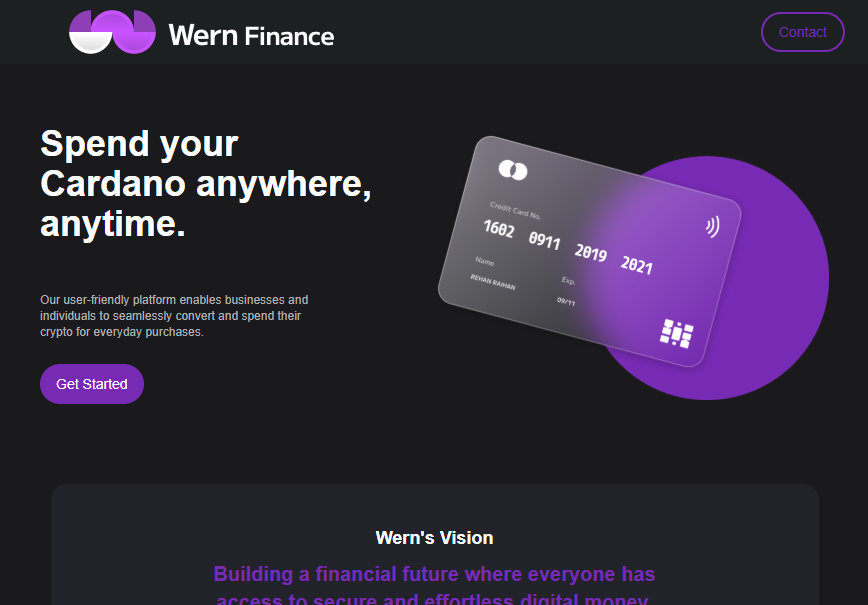 Wern Finance
Contact
Spend your
Cardano anywhere,
anytime.
Our user-friendly platform enables businesses and
individuals to seamlessly convert and spend their
crypto for everyday purchases.
Get Started
Credit Card No.
1602 0911 2019 2021
Name
Exp.
REHAN RAIHAN
09/11
Wern's Vision
Building a financial future where everyone has
access to secure and effortless digital money